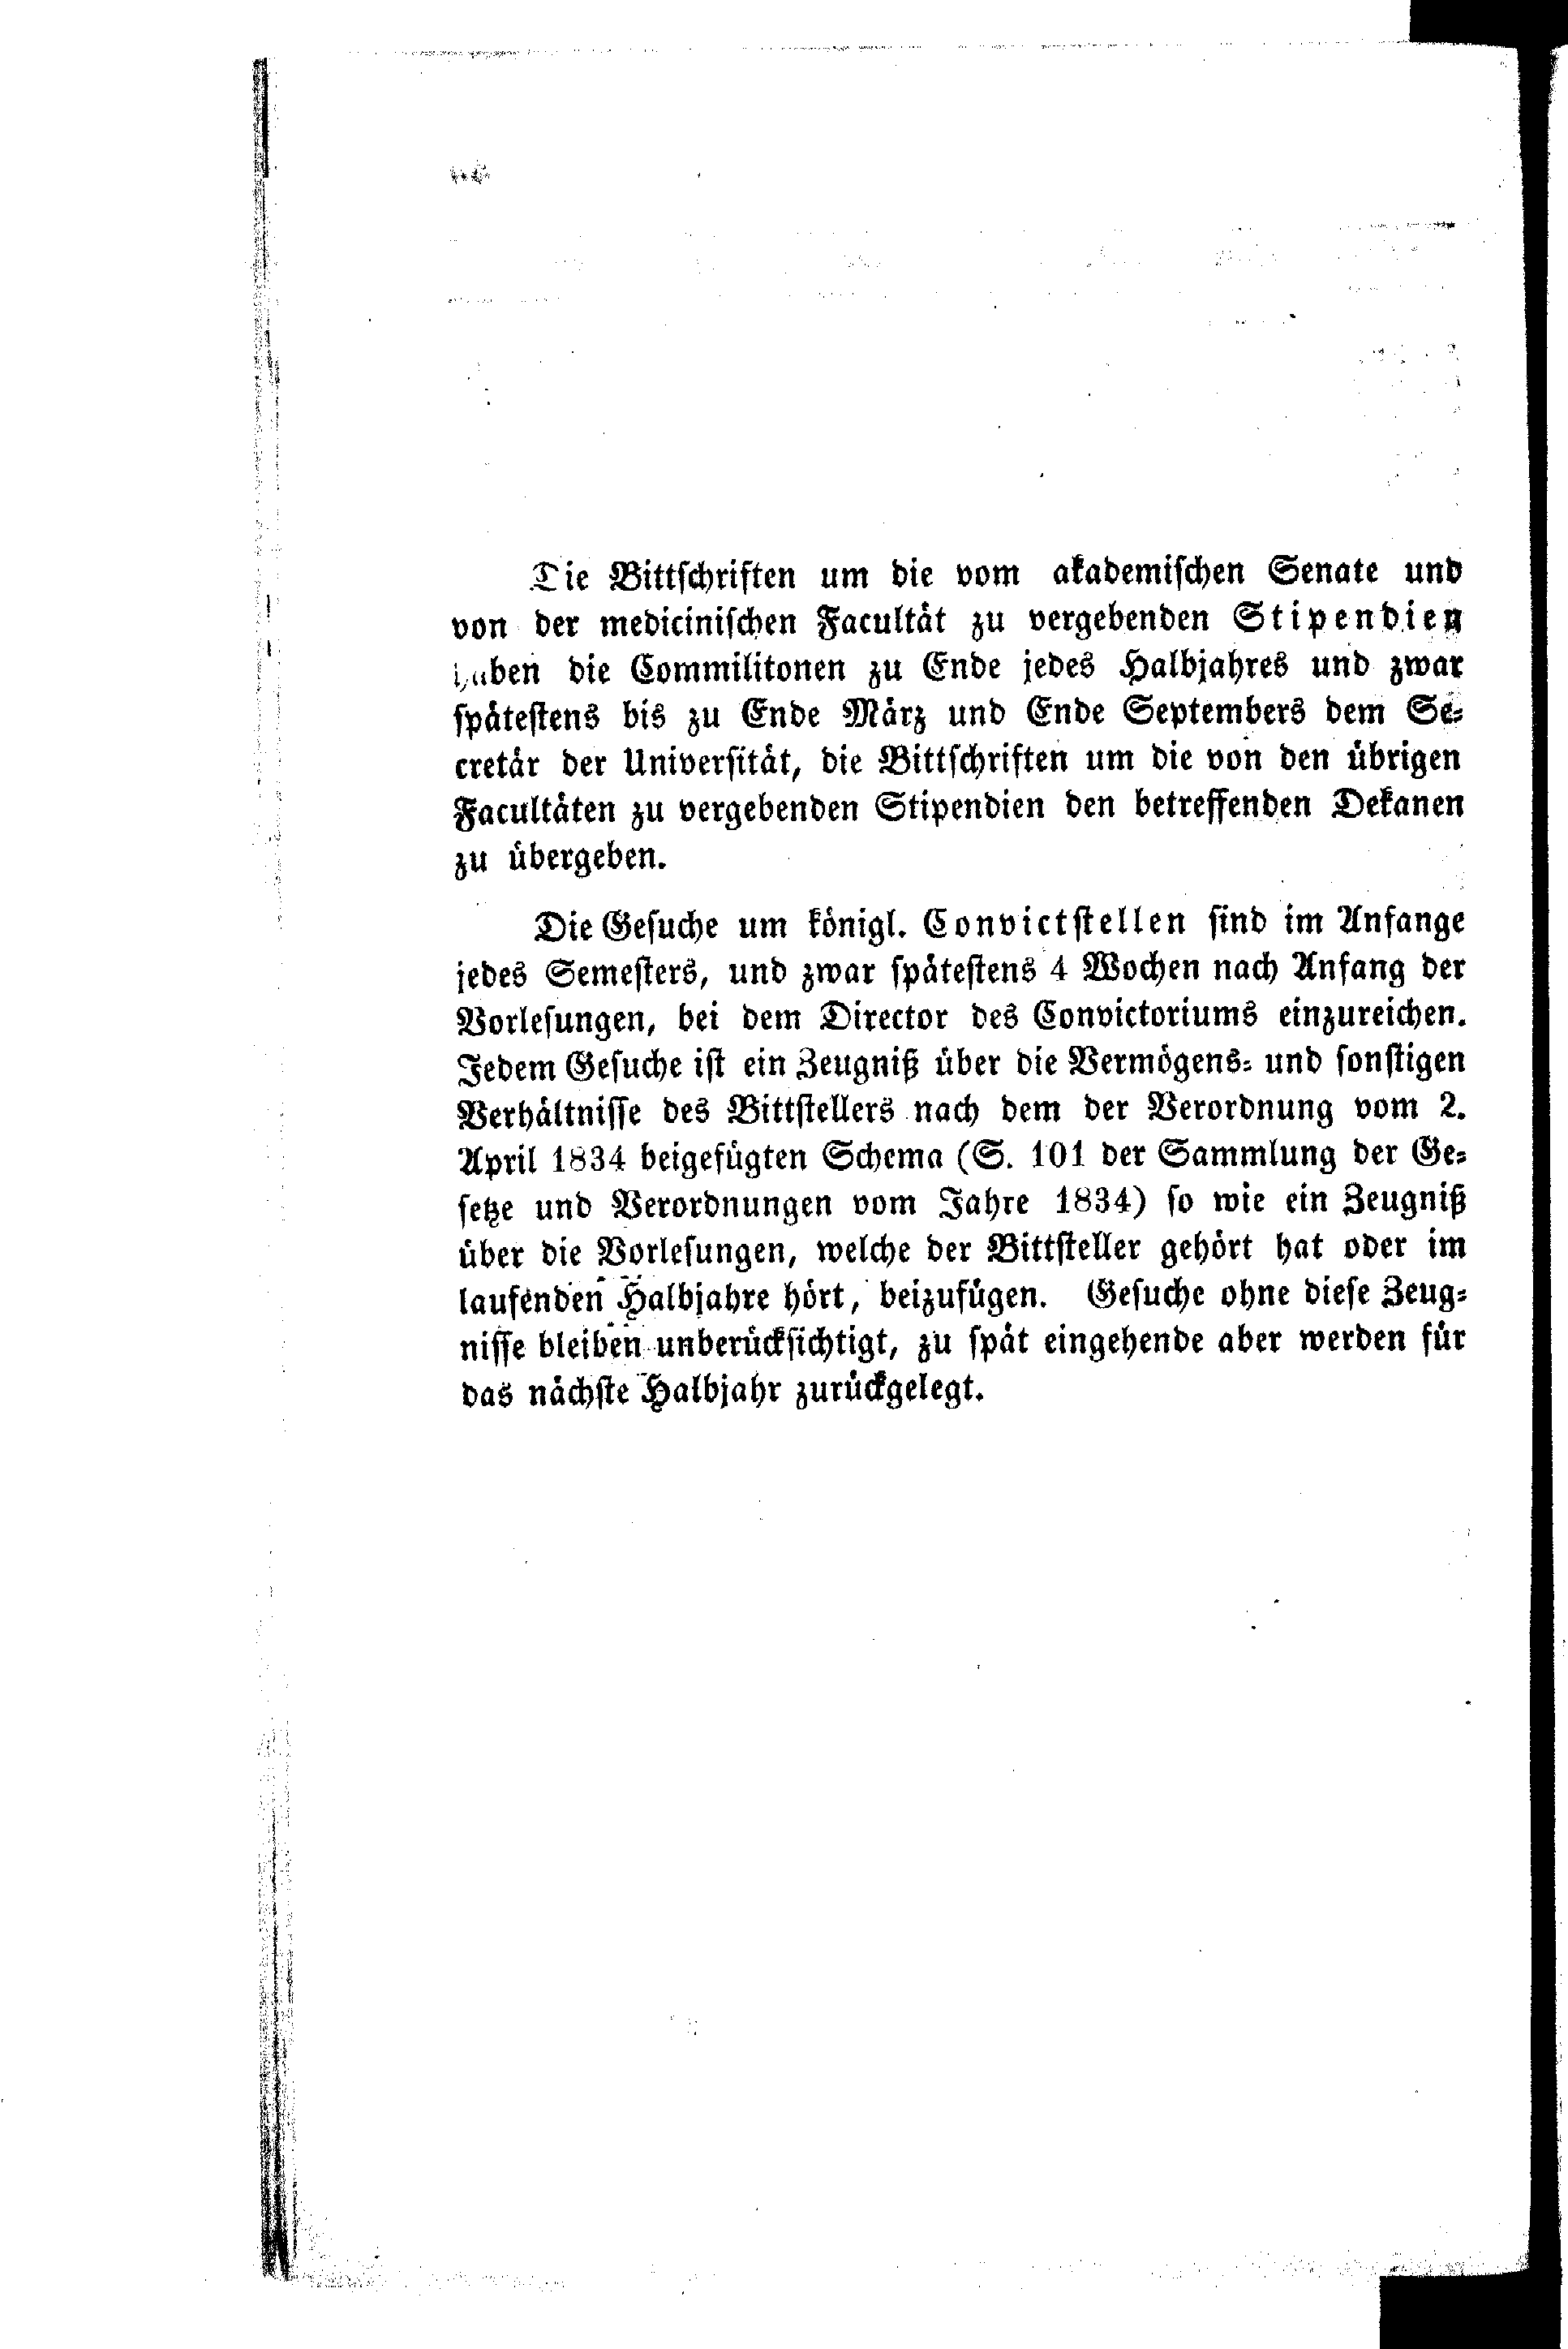 Die Bittschriften um die vom akademischen Senate und
von der medicinischen Facultät zu vergebenden Stipendien
haben die Commilitonen zu Ende jedes Halbjahres und zwar
spätestens bis zu Ende März und Ende Septembers dem Se-
cretär der Universität, die Bittschriften um die von den übrigen
Facultäten zu vergebenden Stipendien den betreffenden Dekanen
zu übergeben.
Die Gesuche um königl. Convictstellen sind im Anfange
jedes Semesters, und zwar spätestens 4 Wochen nach Anfang der
Vorlesungen, bei dem Director des Convictoriums einzureichen.
Jedem Gesuche ist ein Zeugniß über die Vermögens- und sonstigen
Verhältnisse des Bittstellers nach dem der Verordnung vom 2.
April 1834 beigefügten Schema (S. 101 der Sammlung der Ge-
setze und Verordnungen vom Jahre 1834) so wie ein Zeugniß
über die Vorlesungen, welche der Bittsteller gehört hat oder im
laufenden Halbjahre hört, beizufügen. Gesuche ohne diese Zeug-
nisse bleiben unberücksichtigt, zu spät eingehende aber werden für
das nächste Halbjahr zurückgelegt.